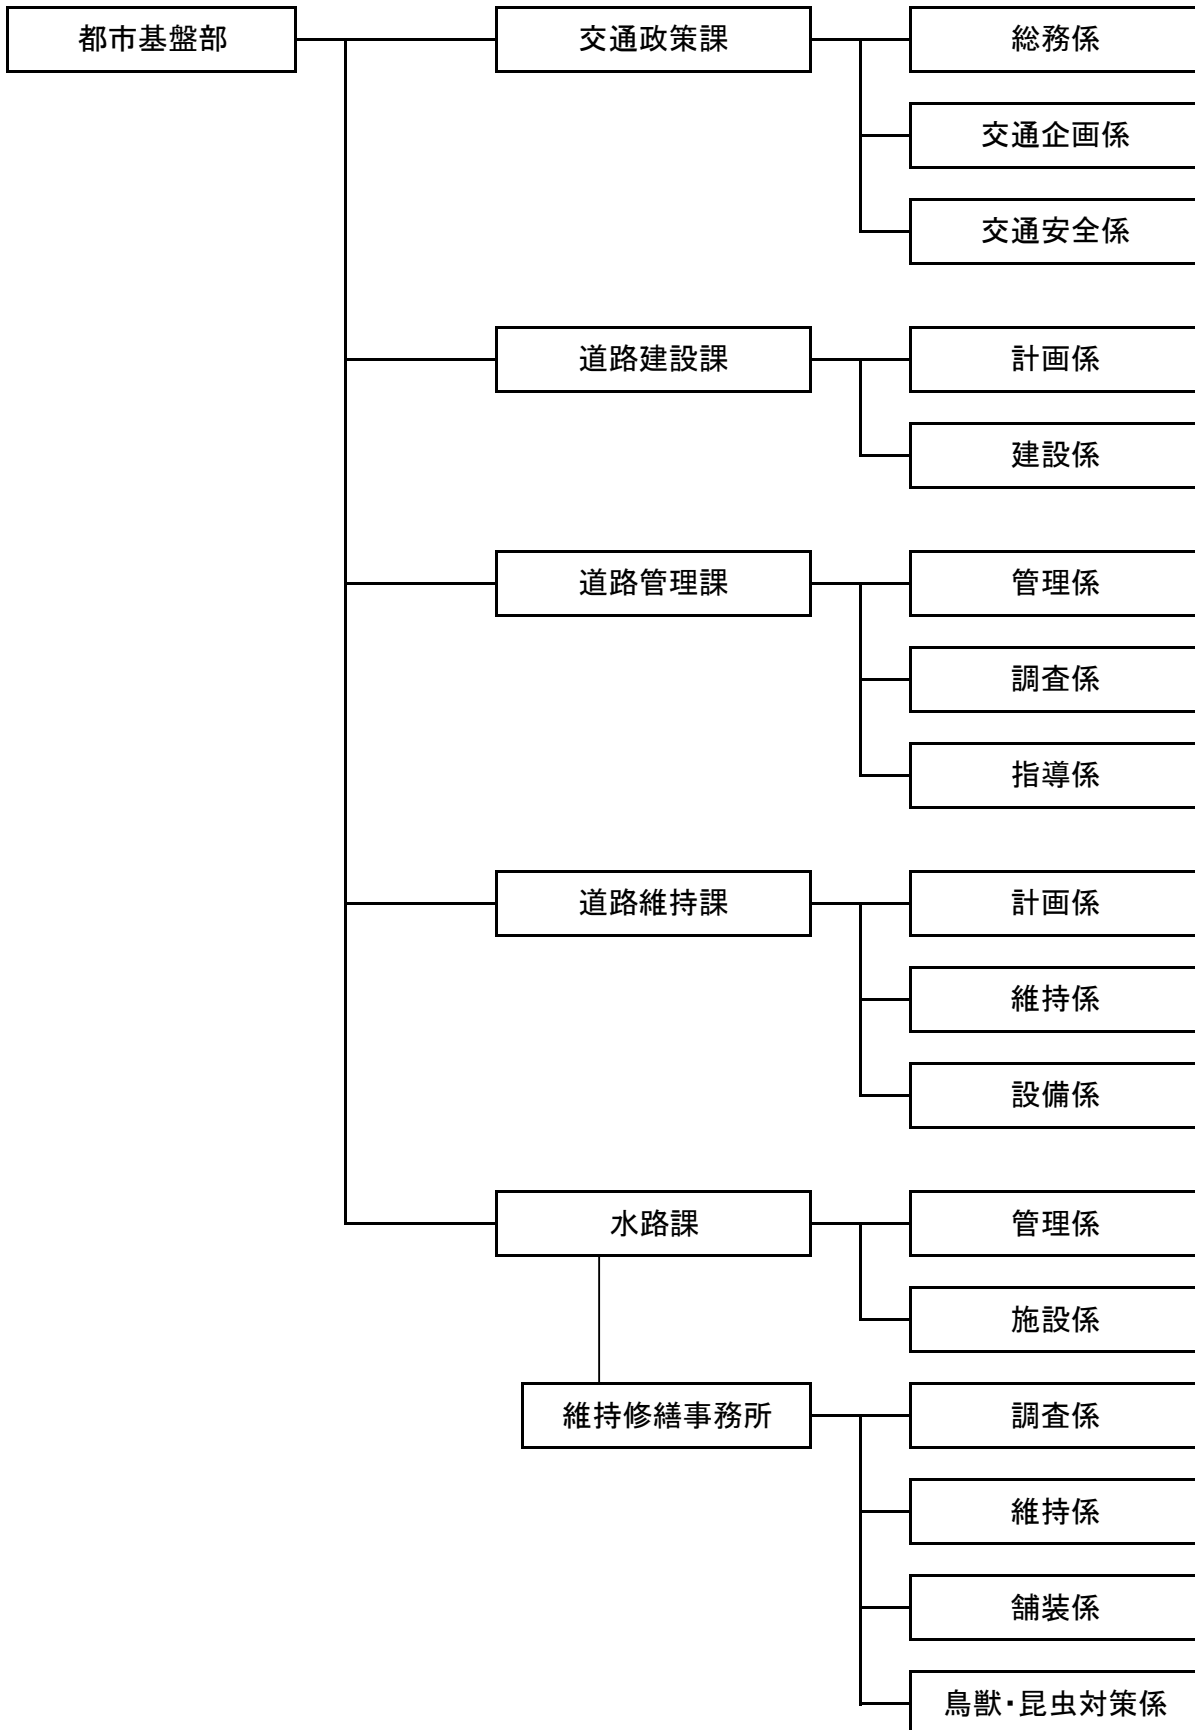 都市基盤部
交通政策課
総務係
交通企画係
交通安全係
道路建設課
計画係
建設係
道路管理課
管理係
調査係
指導係
道路維持課
計画係
維持係
設備係
水路課
管理係
施設係
維持修繕事務所
調査係
維持係
舗装係
鳥獣・昆虫対策係